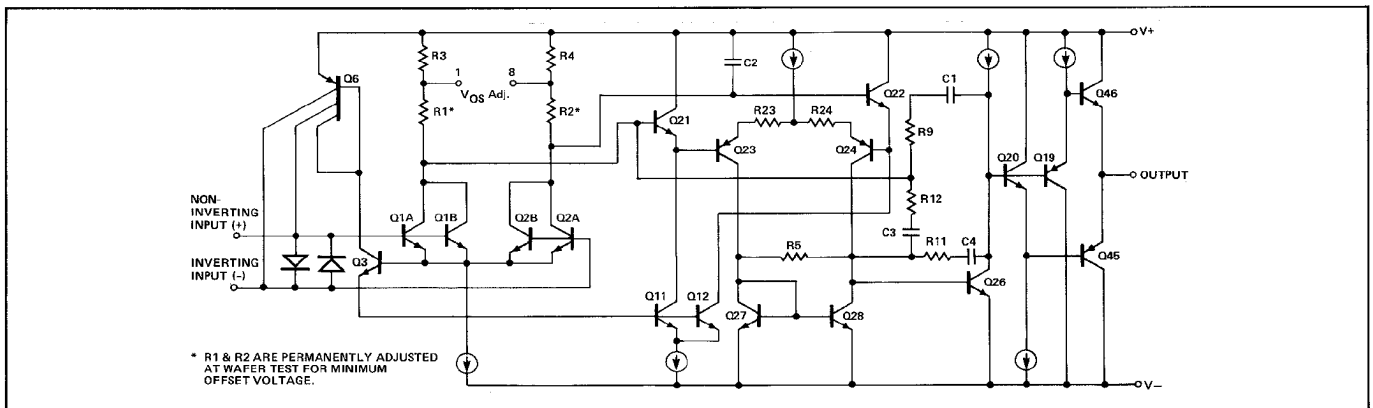 V+
R3
R4
Q6
1
8
VOS Adj.
C2
C1
R1*
R2*
Q22
Q46
R23
R24
Q21
R9
Q23
Q24
Q20
Q19
OUTPUT
R12
NON-
INVERTING
INPUT (+)
Q1A
Q1B
Q2B
Q2A
C3
R11
C4
R5
INVERTING
INPUT (-)
Q3
Q45
Q26
Q11
Q12
Q27
Q28
* R1 & R2 ARE PERMANENTLY ADJUSTED
AT WAFER TEST FOR MINIMUM
OFFSET VOLTAGE.
V-